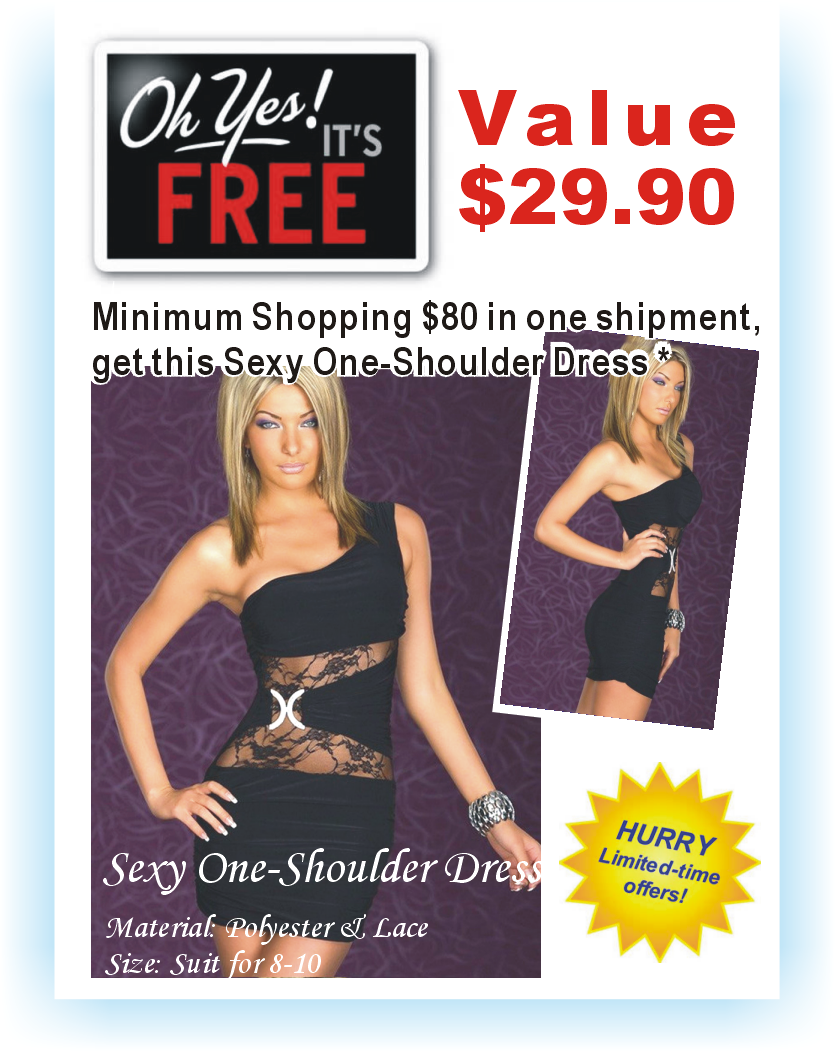 Oh Yes!
IT'S
FREE
Value
$29.90
Minimum Shopping $80 in one shipment,
get this Sexy One-Shoulder Dress*
Sexy One-Shoulder Dress
Material: Polyester & Lace
Size: Suit for 8-10
HURRY
Limited-time
offers!